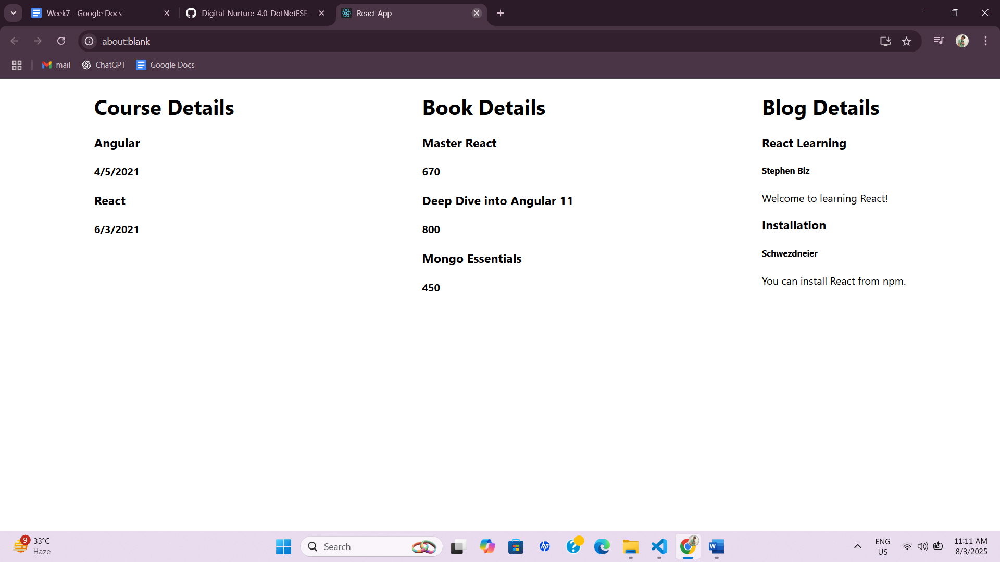 Week7 - Google Docs
Digital-Nurture-4.0-DotNetFSE-
React App
about:blank
mail
ChatGPT
Google Docs
Course Details
Angular
4/5/2021
React
6/3/2021
Book Details
Master React
670
Deep Dive into Angular 11
800
Mongo Essentials
450
Blog Details
React Learning
Stephen Biz
Welcome to learning React!
Installation
Schwezdneier
You can install React from npm.
9
33°C
Haze
Search
hp
?
W
ENG
US
11:11 AM
8/3/2025